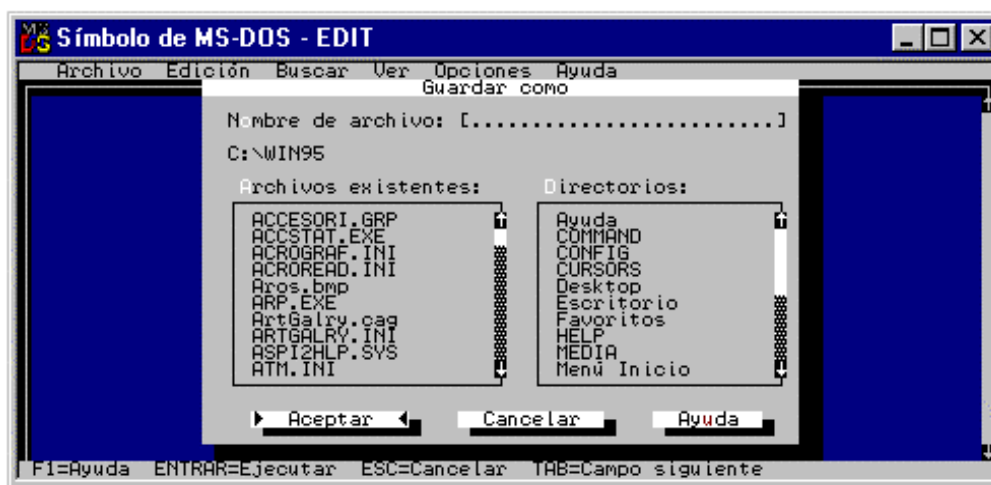 Símbolo de MS-DOS - EDIT
Archivo Edición Buscar Ver Opciones Ayuda
Guardar como
Nombre de archivo: [.........................]
C:\WIN95
Archivos existentes:
ACCESORI.GRP
ACCSTAT.EXE
ACROGRAF.INI
ACROREAD.INI
Aros.bmp
ARP.EXE
ArtGalry.cag
ARTGALRY.INI
ASPI2HLP.SYS
ATM.INI
Directorios:
Ayuda
COMMAND
CONFIG
CURSORS
Desktop
Escritorio
Favoritos
HELP
MEDIA
Menú Inicio
Aceptar Cancelar Ayuda
F1=Ayuda ENTRAR=Ejecutar ESC=Cancelar TAB=Campo siguiente